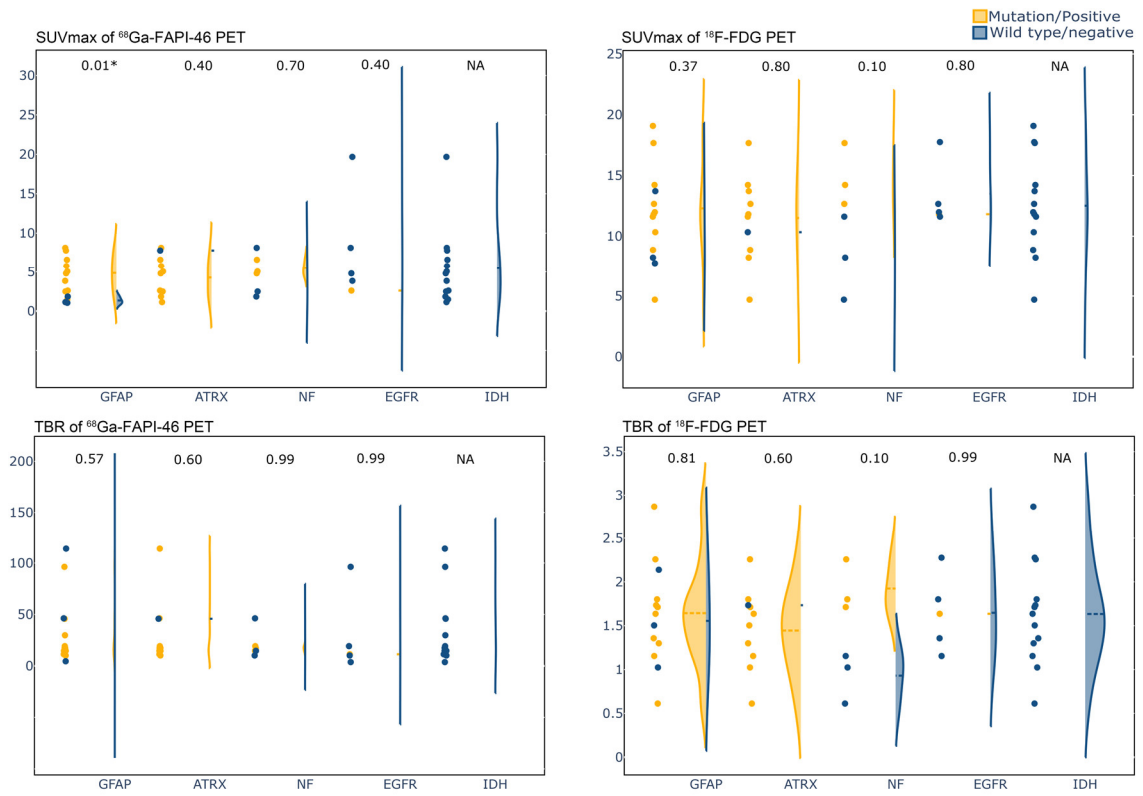 Mutation/Positive
Wild type/negative
SUVmax of ⁶⁸Ga-FAPI-46 PET
0.01* 0.40 0.70 0.40 NA
30
25
20
15
10
5
0
GFAP ATRX NF EGFR IDH
SUVmax of ¹⁸F-FDG PET
0.37 0.80 0.10 0.80 NA
25
20
15
10
5
0
GFAP ATRX NF EGFR IDH
TBR of ⁶⁸Ga-FAPI-46 PET
0.57 0.60 0.99 0.99 NA
200
150
100
50
0
GFAP ATRX NF EGFR IDH
TBR of ¹⁸F-FDG PET
0.81 0.60 0.10 0.99 NA
3.5
3
2.5
2
1.5
1
0.5
0
GFAP ATRX NF EGFR IDH